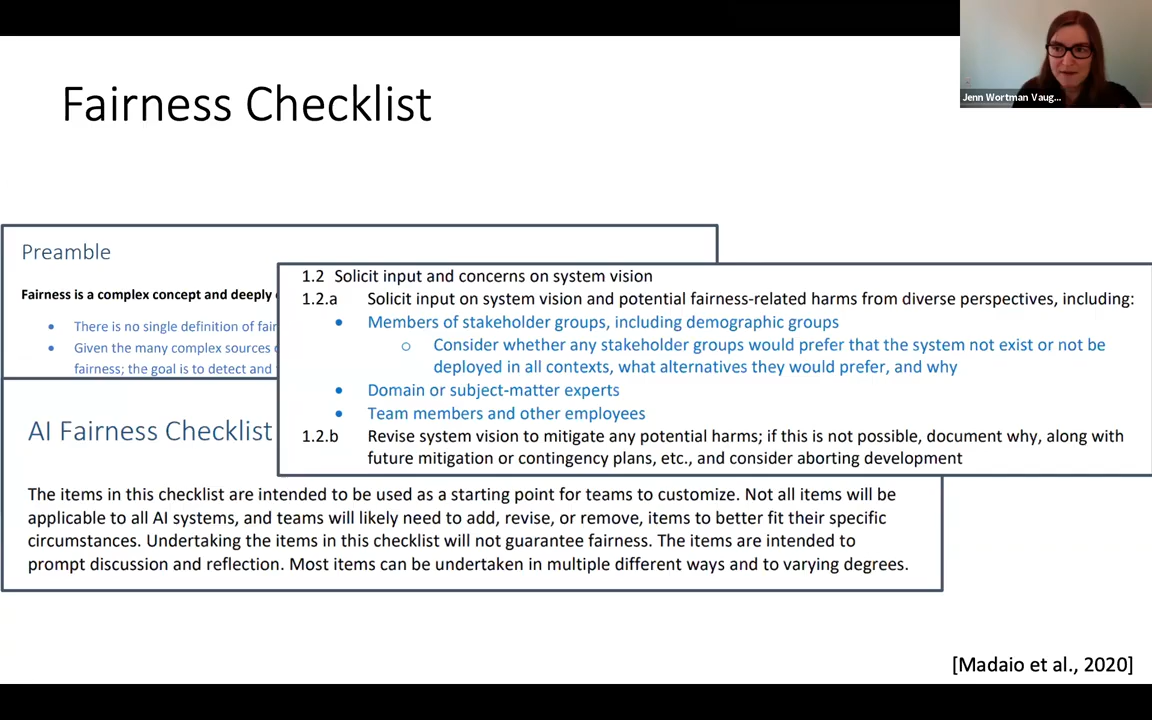 Fairness Checklist
Jenn Wortman Vaug...
Preamble
Fairness is a complex concept and deeply
There is no single definition of fair
Given the many complex sources
fairness; the goal is to detect and
1.2 Solicit input and concerns on system vision
1.2.a Solicit input on system vision and potential fairness-related harms from diverse perspectives, including:
• Members of stakeholder groups, including demographic groups
○ Consider whether any stakeholder groups would prefer that the system not exist or not be
deployed in all contexts, what alternatives they would prefer, and why
• Domain or subject-matter experts
• Team members and other employees
1.2.b Revise system vision to mitigate any potential harms; if this is not possible, document why, along with
future mitigation or contingency plans, etc., and consider aborting development
AI Fairness Checklist
The items in this checklist are intended to be used as a starting point for teams to customize. Not all items will be
applicable to all AI systems, and teams will likely need to add, revise, or remove, items to better fit their specific
circumstances. Undertaking the items in this checklist will not guarantee fairness. The items are intended to
prompt discussion and reflection. Most items can be undertaken in multiple different ways and to varying degrees.
[Madaio et al., 2020]